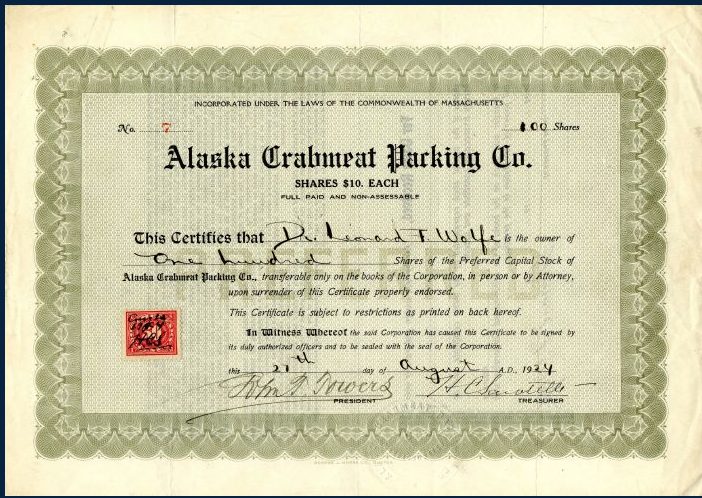 INCORPORATED UNDER THE LAWS OF THE COMMONWEALTH OF MASSACHUSETTS
No. 7 100 Shares
Alaska Crabmeat Packing Co.
SHARES $10. EACH
FULL PAID AND NON-ASSESSABLE
This Certifies that Dr. Leonard T. Wolfe is the owner of
One hundred Shares of the Preferred Capital Stock of
Alaska Crabmeat Packing Co., transferable only on the books of the Corporation, in person or by Attorney,
upon surrender of this Certificate properly endorsed.
This Certificate is subject to restrictions as printed on back hereof.
In Witness Whereof the said Corporation has caused this Certificate to be signed by
its duly authorized officers and to be sealed with the seal of the Corporation.
this day of August A.D., 1924
John Towers H. C.
PRESIDENT TREASURER